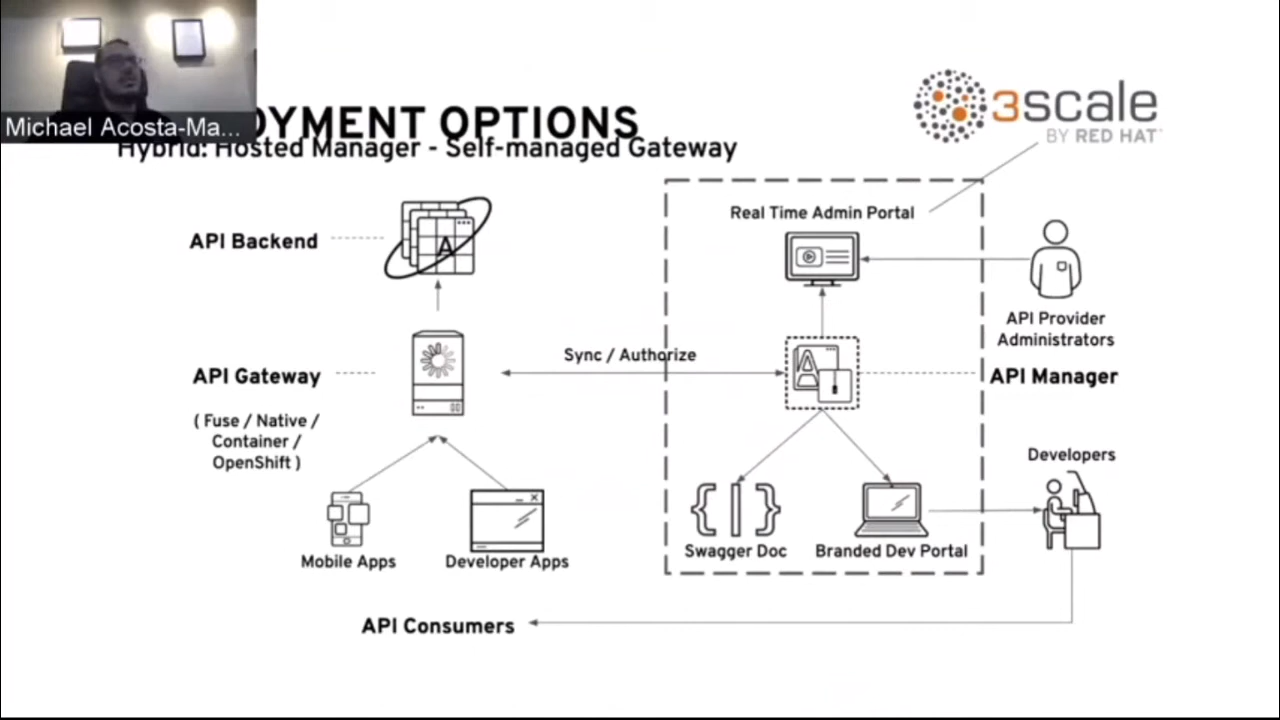 Michael Acosta-Ma...
OYMENT OPTIONS
Hybrid: Hosted Manager - Self-managed Gateway
3scale
BY RED HAT
Real Time Admin Portal
API Backend
A
API Provider
Administrators
Sync / Authorize
API Gateway
API Manager
( Fuse / Native /
Container /
OpenShift )
Developers
Swagger Doc
Branded Dev Portal
Mobile Apps
Developer Apps
API Consumers